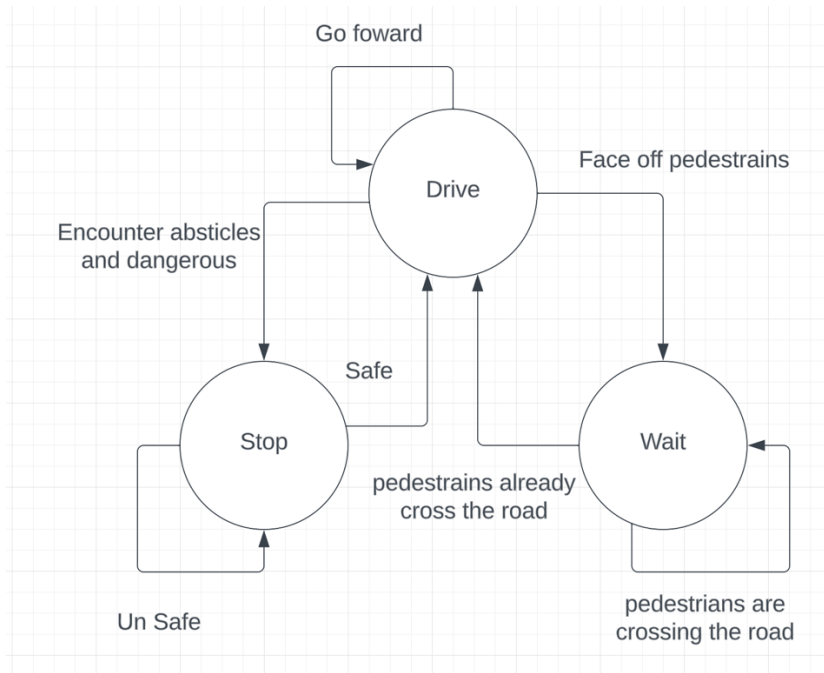 Go foward
Drive
Face off pedestrains
Encounter absticles
and dangerous
Safe
Stop
Wait
pedestrains already
cross the road
Un Safe
pedestrians are
crossing the road